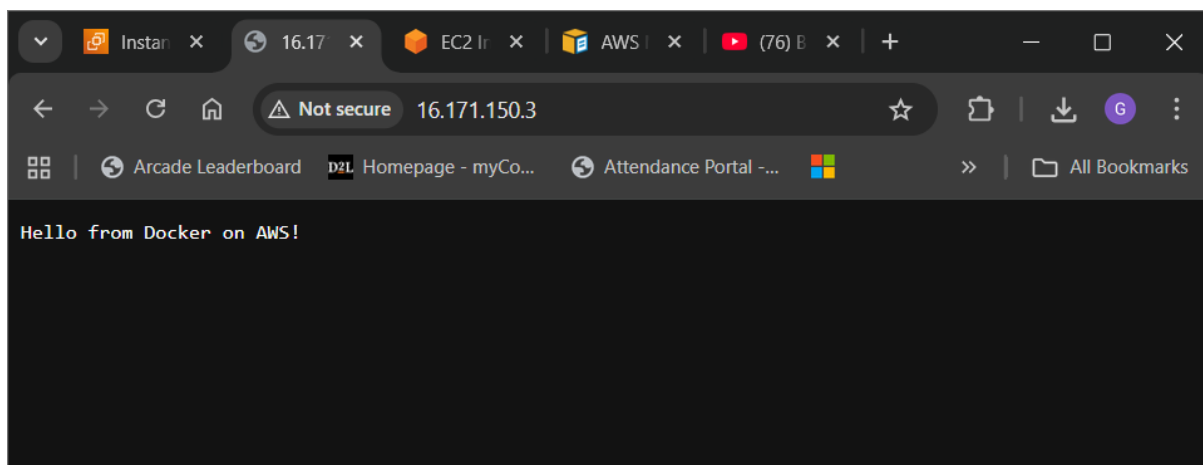 Instan
16.17
EC2 In
AWS
(76) B
Not secure 16.171.150.3
G
Arcade Leaderboard
D2L Homepage - myCo...
Attendance Portal -...
All Bookmarks
Hello from Docker on AWS!